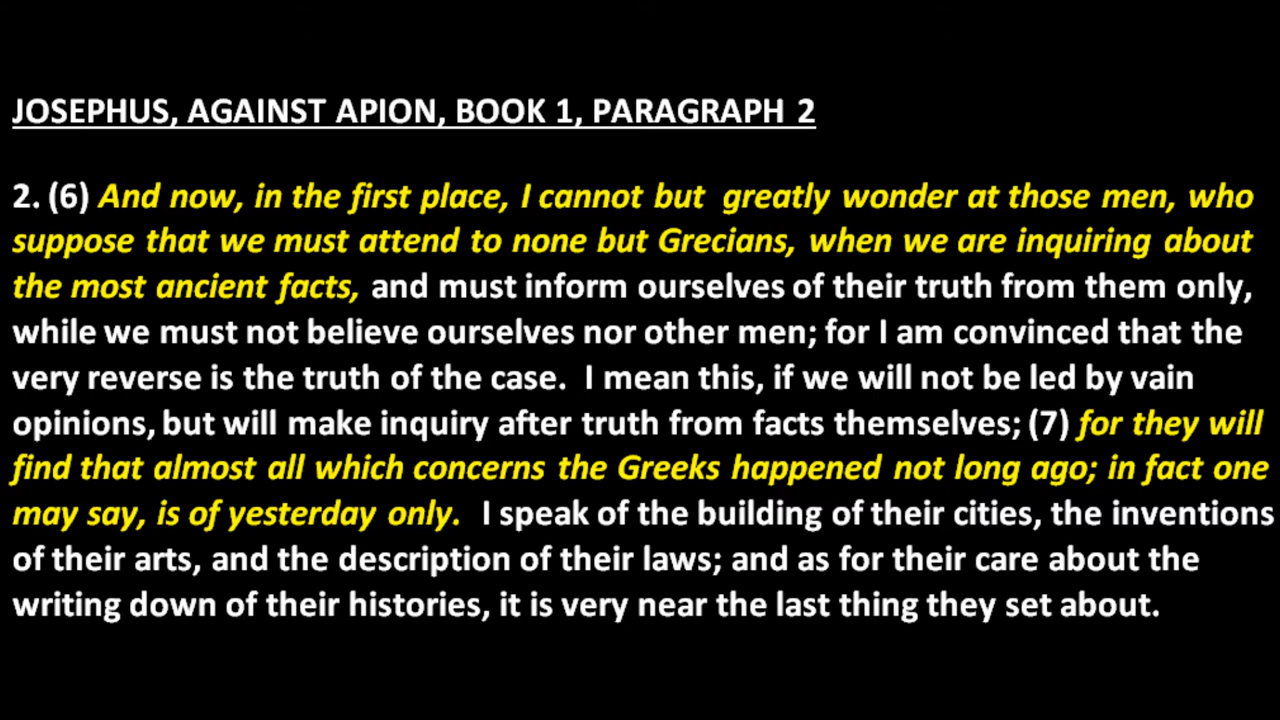 JOSEPHUS, AGAINST APION, BOOK 1, PARAGRAPH 2
2. (6) And now, in the first place, I cannot but greatly wonder at those men, who
suppose that we must attend to none but Grecians, when we are inquiring about
the most ancient facts, and must inform ourselves of their truth from them only,
while we must not believe ourselves nor other men; for I am convinced that the
very reverse is the truth of the case. I mean this, if we will not be led by vain
opinions, but will make inquiry after truth from facts themselves; (7) for they will
find that almost all which concerns the Greeks happened not long ago; in fact one
may say, is of yesterday only. I speak of the building of their cities, the inventions
of their arts, and the description of their laws; and as for their care about the
writing down of their histories, it is very near the last thing they set about.